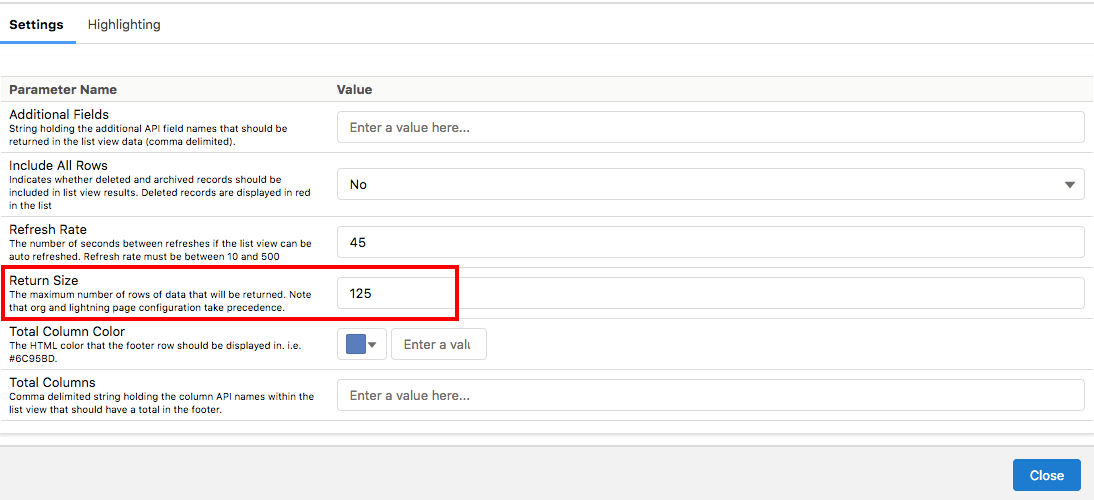 Settings Highlighting
Parameter Name Value
Additional Fields
String holding the additional API field names that should be
returned in the list view data (comma delimited).
Enter a value here...
Include All Rows
Indicates whether deleted and archived records should be
included in list view results. Deleted records are displayed in red
in the list
No
Refresh Rate
The number of seconds between refreshes if the list view can be
auto refreshed. Refresh rate must be between 10 and 500
45
Return Size
The maximum number of rows of data that will be returned. Note
that org and lightning page configuration take precedence.
125
Total Column Color
The HTML color that the footer row should be displayed in. i.e.
#6C95BD.
Enter a valu
Total Columns
Comma delimited string holding the column API names within the
list view that should have a total in the footer.
Enter a value here...
Close